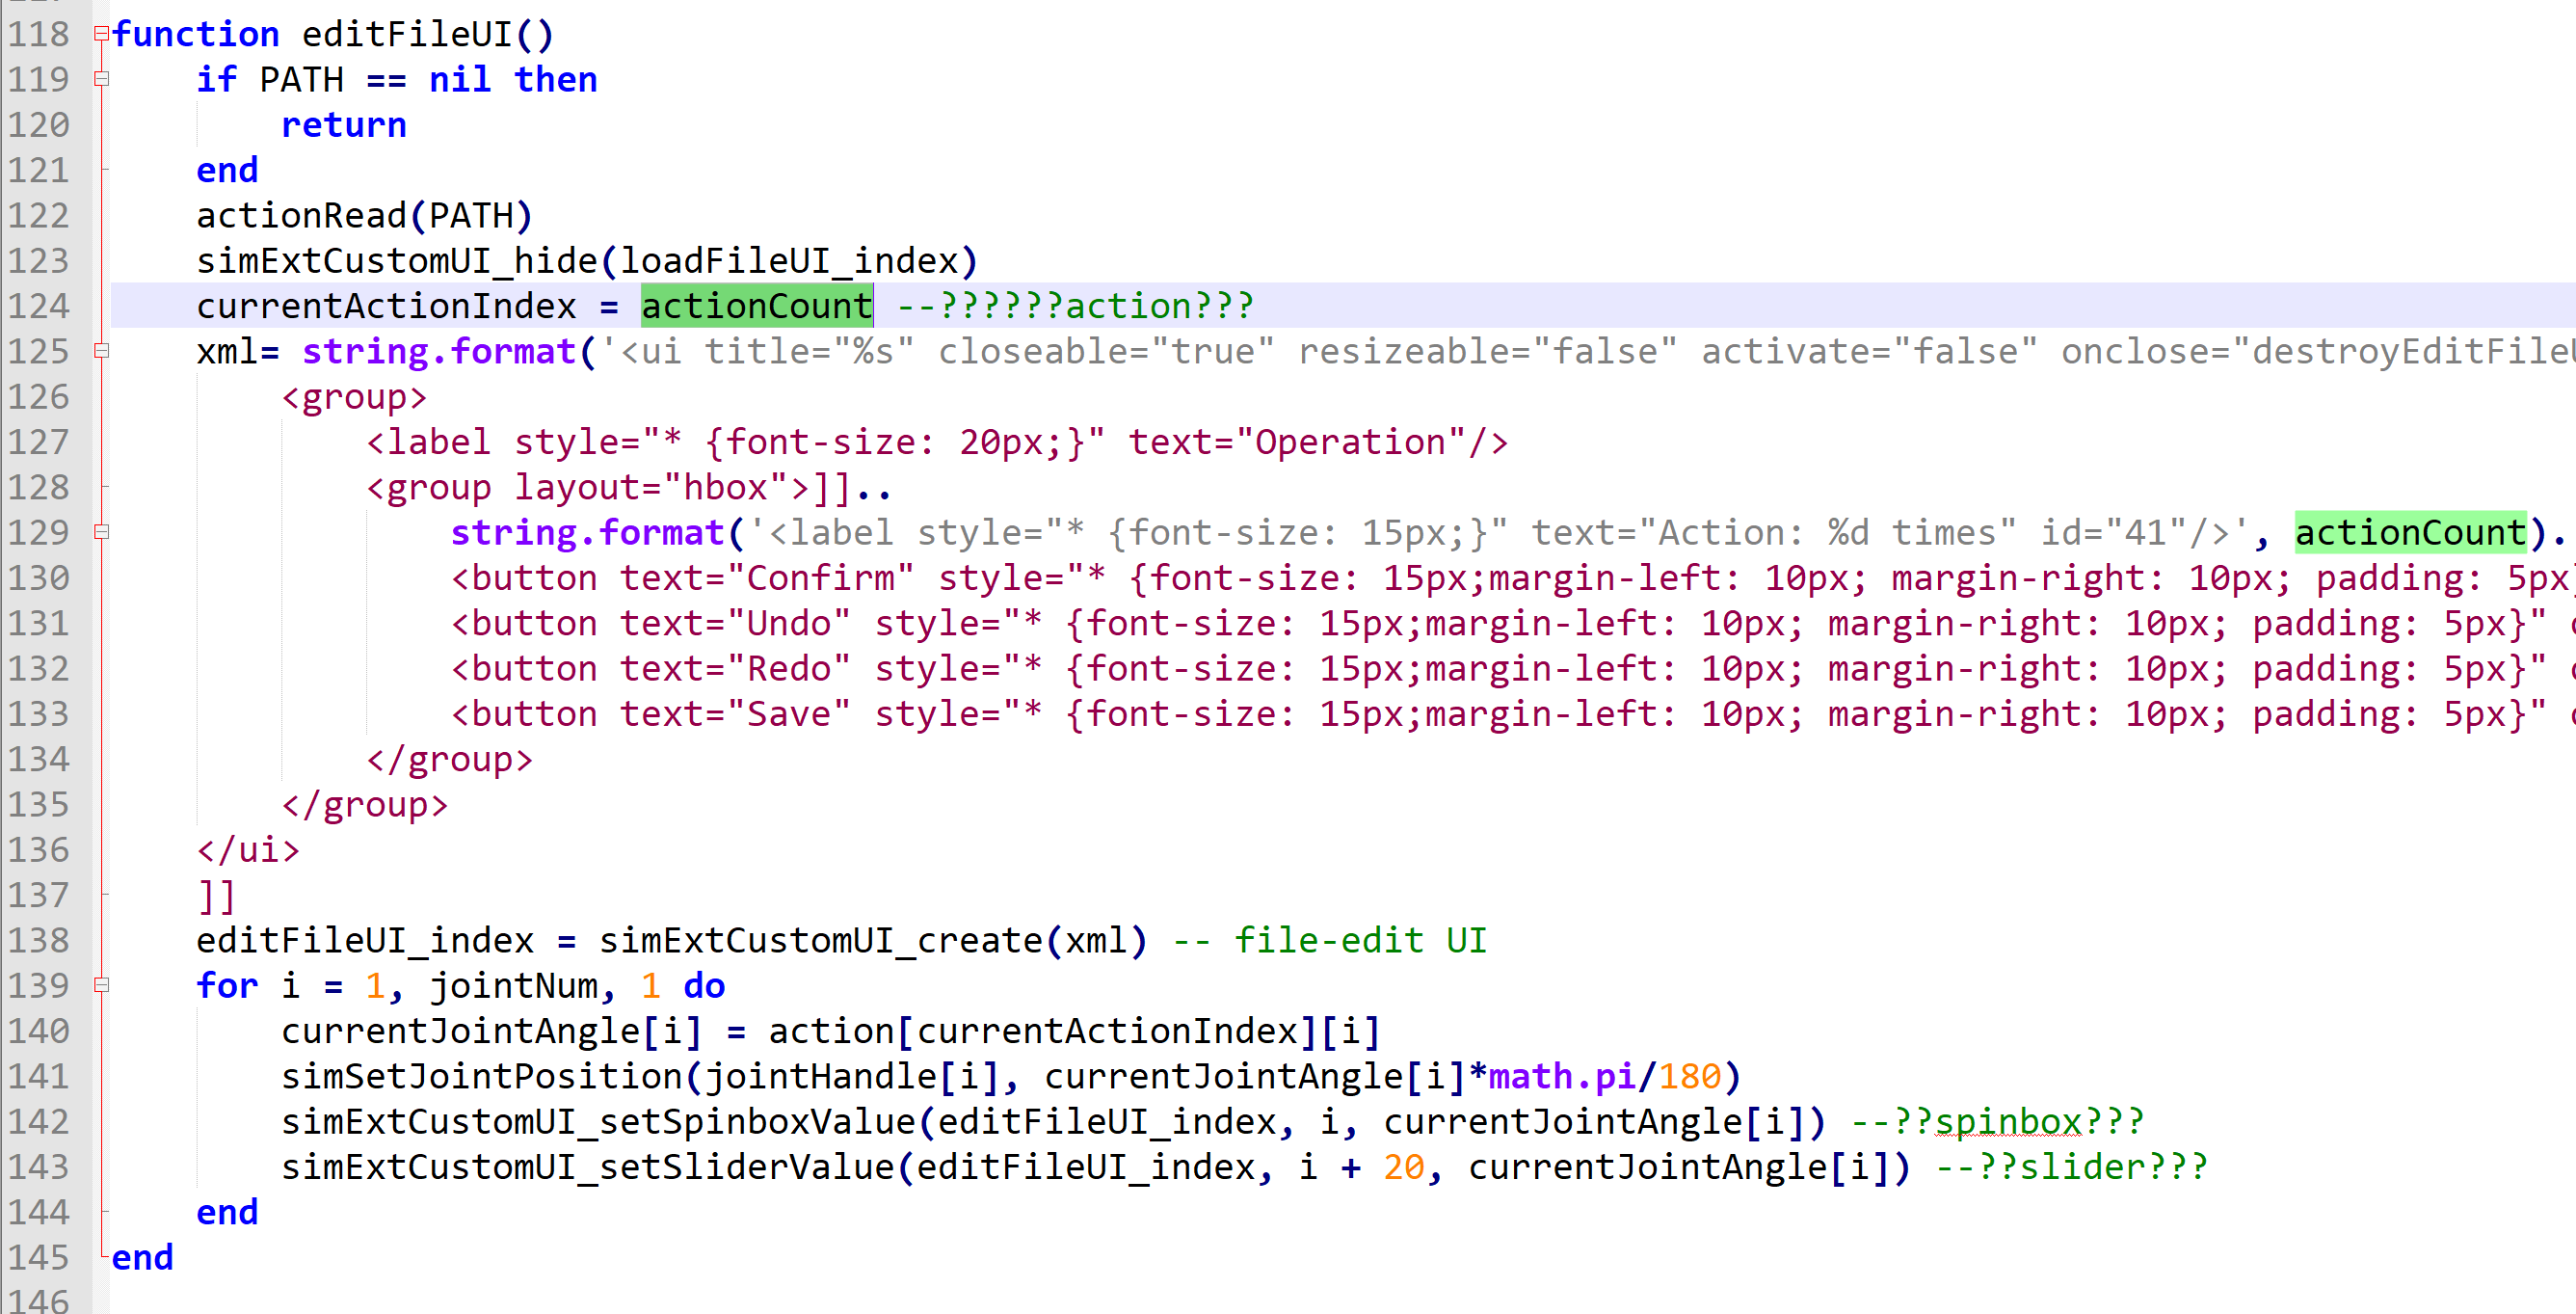 118 function editFileUI()
119 if PATH == nil then
120 return
121 end
122 actionRead(PATH)
123 simExtCustomUI_hide(loadFileUI_index)
124 currentActionIndex = actionCount --??????action???
125 xml= string.format('<ui title="%s" closeable="true" resizeable="false" activate="false" onclose="destroyEditFileU
126 <group>
127 <label style="* {font-size: 20px;}" text="Operation"/>
128 <group layout="hbox">]]..
129 string.format('<label style="* {font-size: 15px;}" text="Action: %d times" id="41"/>', actionCount).
130 <button text="Confirm" style="* {font-size: 15px;margin-left: 10px; margin-right: 10px; padding: 5px}
131 <button text="Undo" style="* {font-size: 15px;margin-left: 10px; margin-right: 10px; padding: 5px}"
132 <button text="Redo" style="* {font-size: 15px;margin-left: 10px; margin-right: 10px; padding: 5px}"
133 <button text="Save" style="* {font-size: 15px;margin-left: 10px; margin-right: 10px; padding: 5px}"
134 </group>
135 </group>
136 </ui>
137 ]]
138 editFileUI_index = simExtCustomUI_create(xml) -- file-edit UI
139 for i = 1, jointNum, 1 do
140 currentJointAngle[i] = action[currentActionIndex][i]
141 simSetJointPosition(jointHandle[i], currentJointAngle[i]*math.pi/180)
142 simExtCustomUI_setSpinboxValue(editFileUI_index, i, currentJointAngle[i]) --??spinbox???
143 simExtCustomUI_setSliderValue(editFileUI_index, i + 20, currentJointAngle[i]) --??slider???
144 end
145 end
146